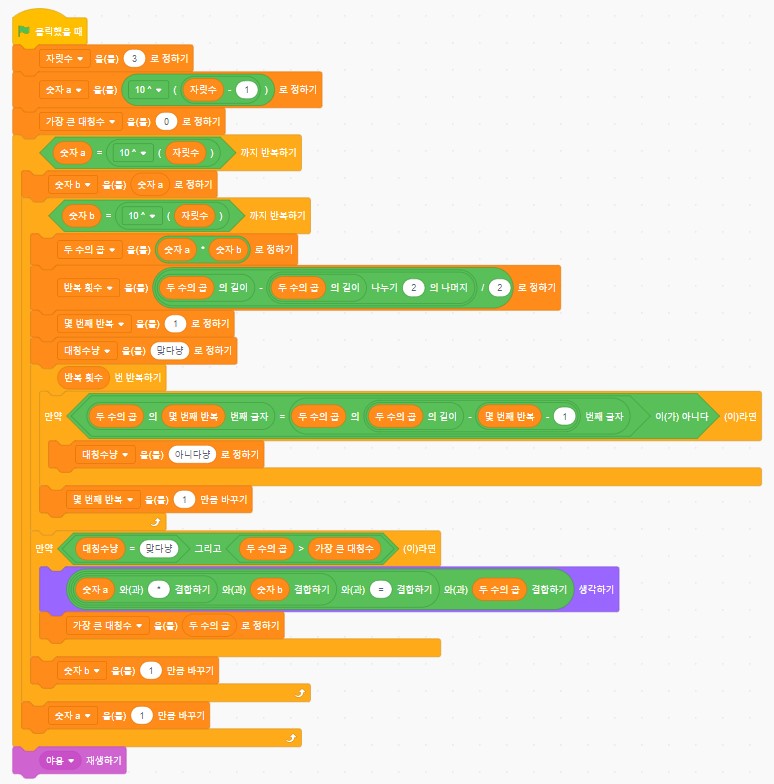 클릭했을 때
자릿수 을(를) 3 로 정하기
숫자 a 을(를) 10 ^ ( 자릿수 - 1 ) 로 정하기
가장 큰 대칭수 을(를) 0 로 정하기
숫자 a = 10 ^ ( 자릿수 ) 까지 반복하기
숫자 b 을(를) 숫자 a 로 정하기
숫자 b = 10 ^ ( 자릿수 ) 까지 반복하기
두 수의 곱 을(를) 숫자 a * 숫자 b 로 정하기
반복 횟수 을(를) 두 수의 곱 의 길이 - 두 수의 곱 의 길이 나누기 2 의 나머지 / 2 로 정하기
몇 번째 반복 을(를) 1 로 정하기
대칭수냥 을(를) 맞다냥 로 정하기
반복 횟수 번 반복하기
만약 두 수의 곱 의 몇 번째 반복 번째 글자 = 두 수의 곱 의 두 수의 곱 의 길이 - 몇 번째 반복 - 1 번째 글자 이(가) 아니다 (이)라면
대칭수냥 을(를) 아니다냥 로 정하기
몇 번째 반복 을(를) 1 만큼 바꾸기
만약 대칭수냥 = 맞다냥 그리고 두 수의 곱 > 가장 큰 대칭수 (이)라면
숫자 a 와(과) * 결합하기 와(과) 숫자 b 결합하기 와(과) = 결합하기 와(과) 두 수의 곱 결합하기 생각하기
가장 큰 대칭수 을(를) 두 수의 곱 로 정하기
숫자 b 을(를) 1 만큼 바꾸기
숫자 a 을(를) 1 만큼 바꾸기
야옹 재생하기